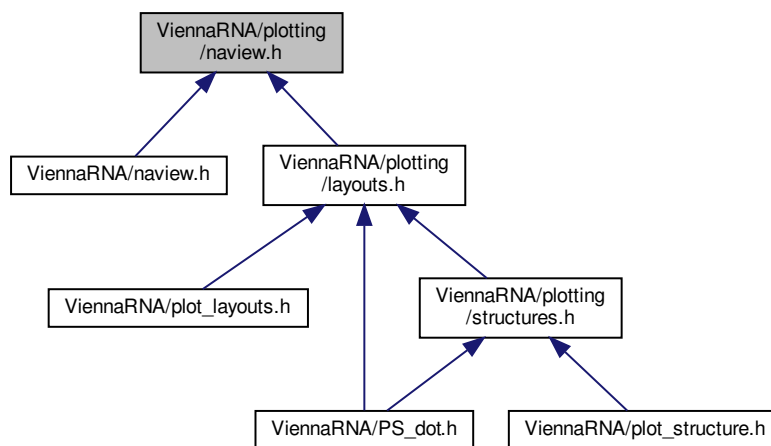 ViennaRNA/plotting
/naview.h
ViennaRNA/naview.h
ViennaRNA/plotting
/layouts.h
ViennaRNA/plot_layouts.h
ViennaRNA/plotting
/structures.h
ViennaRNA/PS_dot.h
ViennaRNA/plot_structure.h